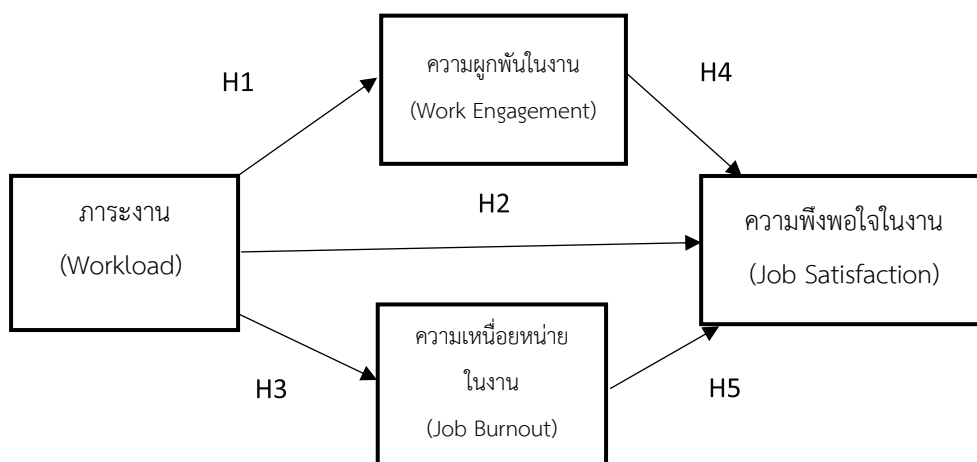 ความผูกพันในงาน
(Work Engagement)
H1
H4
ภาระงาน
(Workload)
H2
ความพึงพอใจในงาน
(Job Satisfaction)
ความเหนื่อยหน่าย
ในงาน
(Job Burnout)
H3
H5